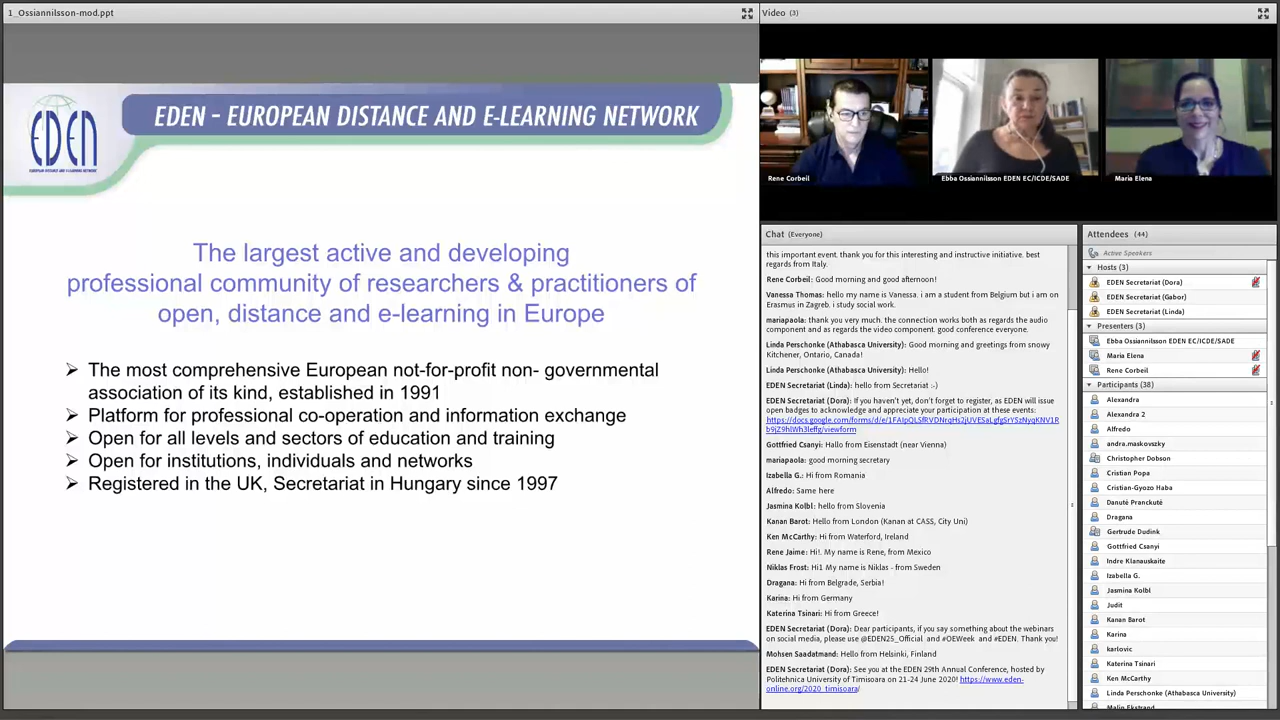 1_Ossiannilsson-mod.ppt
EDEN
EUROPEAN DISTANCE AND E-LEARNING NETWORK
EDEN - EUROPEAN DISTANCE AND E-LEARNING NETWORK
The largest active and developing
professional community of researchers & practitioners of
open, distance and e-learning in Europe
The most comprehensive European not-for-profit non- governmental
association of its kind, established in 1991
Platform for professional co-operation and information exchange
Open for all levels and sectors of education and training
Open for institutions, individuals and networks
Registered in the UK, Secretariat in Hungary since 1997
Video (3)
Rene Corbeil
Ebba Ossiannilsson EDEN EC/ICDE/SADE
Maria Elena
Chat (Everyone)
this important event. thank you for this interesting and instructive initiative. best
regards from Italy.
Rene Corbeil: Good morning and good afternoon!
Vanessa Thomas: hello my name is Vanessa. i am a student from Belgium but i am on
Erasmus in Zagreb. i study social work.
mariapaola: thank you very much. the connection works both as regards the audio
component and as regards the video component. good conference everyone.
Linda Perschonke (Athabasca University): Good morning and greetings from snowy
Kitchener, Ontario, Canada!
Linda Perschonke (Athabasca University): Hello!
EDEN Secretariat (Linda): hello from Secretariat :-)
EDEN Secretariat (Dora): If you haven't yet, don't forget to register, as EDEN will issue
open badges to acknowledge and appreciate your participation at these events:
Gottfried Csanyi: Hallo from Eisenstadt (near Vienna)
mariapaola: good morning secretary
Izabella G.: Hi from Romania
Alfredo: Same here
Jasmina Kolbl: hello from Slovenia
Kanan Barot: Hello from London (Kanan at CASS, City Uni)
Ken McCarthy: Hi from Waterford, Ireland
Rene Jaime: Hi!. My name is Rene, from Mexico
Niklas Frost: Hi1 My name is Niklas - from Sweden
Dragana: Hi from Belgrade, Serbia!
Karina: Hi from Germany
Katerina Tsinari: Hi from Greece!
EDEN Secretariat (Dora): Dear participants, if you say something about the webinars
on social media, please use @EDEN25_Official and #OEWeek and #EDEN. Thank you!
Mohsen Saadatmand: Hello from Helsinki, Finland
EDEN Secretariat (Dora): See you at the EDEN 29th Annual Conference, hosted by
Politehnica University of Timisoara on 21-24 June 2020! https://www.eden-
online.org/2020_timisoara/
Attendees (44)
Active Speakers
Hosts (3)
EDEN Secretariat (Dora)
EDEN Secretariat (Gabor)
EDEN Secretariat (Linda)
Presenters (3)
Ebba Ossiannilsson EDEN EC/ICDE/SADE
Maria Elena
Rene Corbeil
Participants (38)
Alexandra
Alexandra 2
Alfredo
andra.maskovszky
Christopher Dobson
Cristian Popa
Cristian-Gyozo Haba
Danutė Pranckutė
Dragana
Gertrude Dudink
Gottfried Csanyi
Indre Klanauskaite
Izabella G.
Jasmina Kolbl
Judit
Kanan Barot
Karina
karlovic
Katerina Tsinari
Ken McCarthy
Linda Perschonke (Athabasca University)